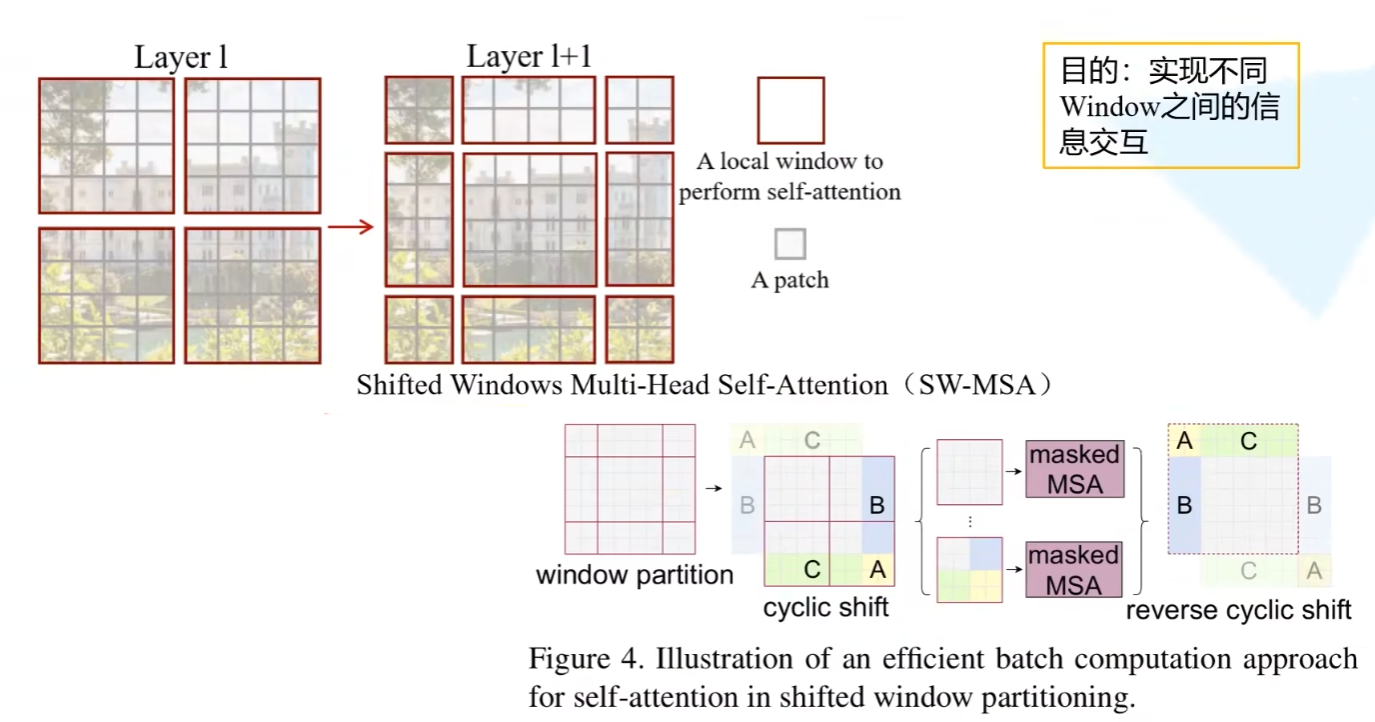 Layer l
Layer l+1
目的：实现不同
Window之间的信
息交互
A local window to
perform self-attention
A patch
Shifted Windows Multi-Head Self-Attention（SW-MSA）
A
C
B
B
C
A
window partition
cyclic shift
masked
MSA
...
masked
MSA
A
C
B
B
C
A
reverse cyclic shift
Figure 4. Illustration of an efficient batch computation approach
for self-attention in shifted window partitioning.